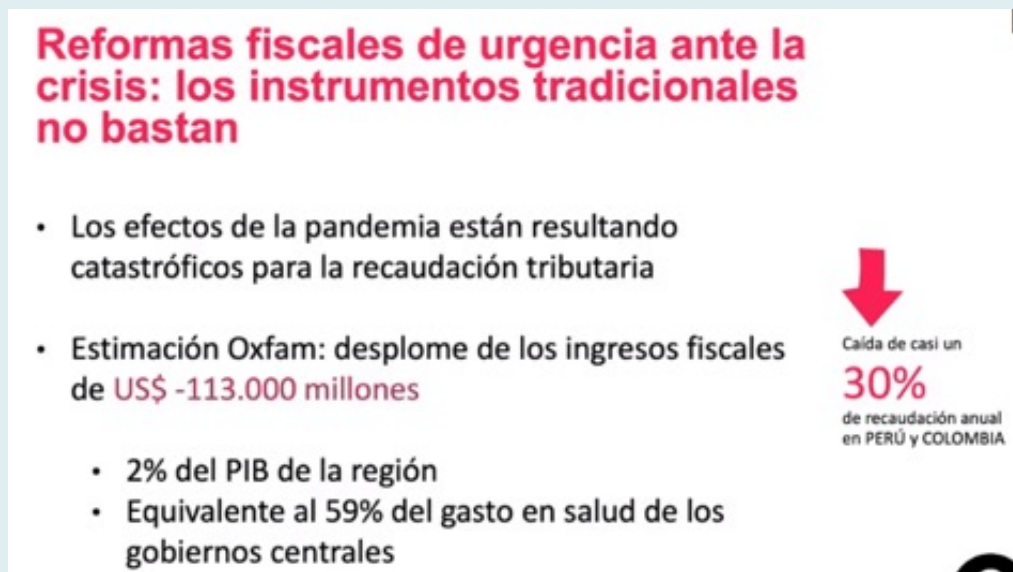 Reformas fiscales de urgencia ante la
crisis: los instrumentos tradicionales
no bastan
• Los efectos de la pandemia están resultando
catastróficos para la recaudación tributaria
• Estimación Oxfam: desplome de los ingresos fiscales
de US$ -113.000 millones
• 2% del PIB de la región
• Equivalente al 59% del gasto en salud de los
gobiernos centrales
Caída de casi un
30%
de recaudación anual
en PERÚ y COLOMBIA